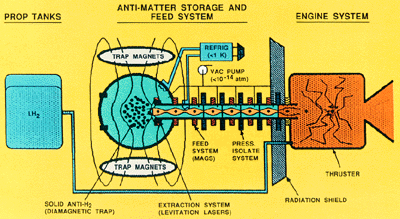 PROP TANKS
ANTI-MATTER STORAGE AND
FEED SYSTEM
ENGINE SYSTEM
TRAP MAGNETS
REFRIG
(<1 K)
VAC PUMP
(<10⁻¹⁴ atm)
LH₂
TRAP
MAGNETS
FEED
SYSTEM
(MAGS)
PRESS
ISOLATE
SYSTEM
THRUSTER
RADIATION SHIELD
SOLID ANTI-H₂
(DIAMAGNETIC TRAP)
EXTRACTION SYSTEM
(LEVITATION LASERS)